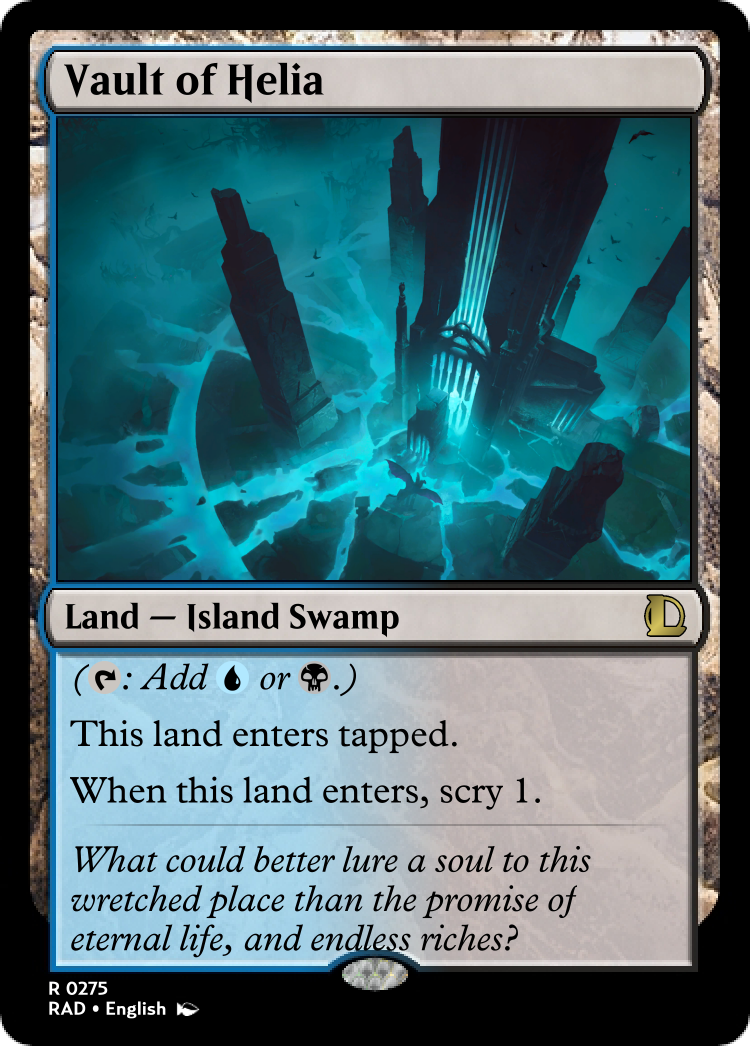 Vault of Helia
Land — Island Swamp
(: Add or .)
This land enters tapped.
When this land enters, scry 1.
What could better lure a soul to this
wretched place than the promise of
eternal life, and endless riches?
R 0275
RAD • English